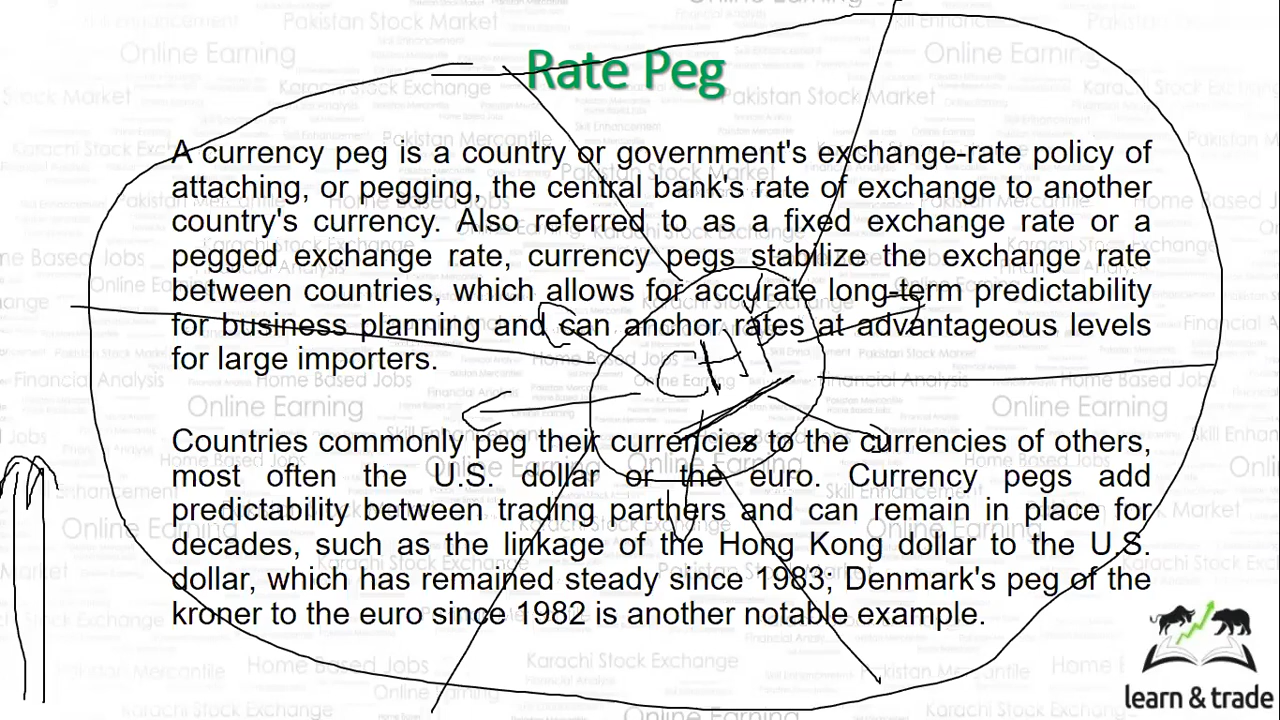 Rate Peg
A currency peg is a country or government's exchange-rate policy of
attaching, or pegging, the central bank's rate of exchange to another
country's currency. Also referred to as a fixed exchange rate or a
pegged exchange rate, currency pegs stabilize the exchange rate
between countries, which allows for accurate long-term predictability
for business planning and can anchor rates at advantageous levels
for large importers.
Countries commonly peg their currencies to the currencies of others,
most often the U.S. dollar or the euro. Currency pegs add
predictability between trading partners and can remain in place for
decades, such as the linkage of the Hong Kong dollar to the U.S.
dollar, which has remained steady since 1983; Denmark's peg of the
kroner to the euro since 1982 is another notable example.
learn & trade